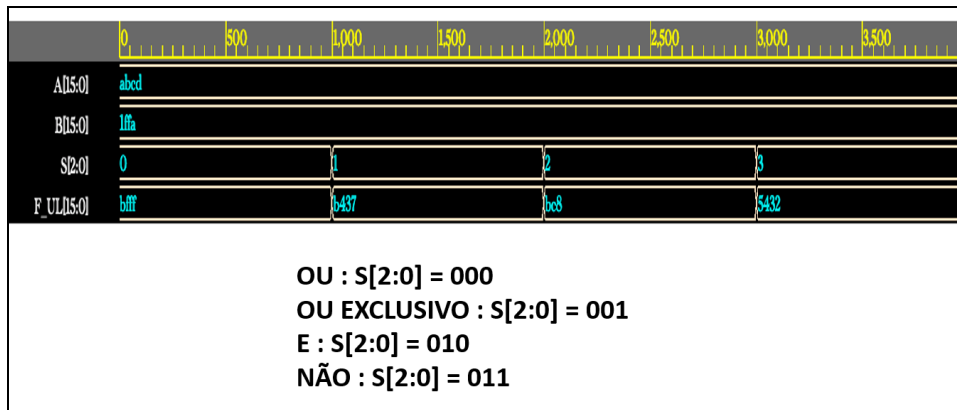 0 500 1,000 1,500 2,000 2,500 3,000 3,500
A[15:0] abcd
B[15:0] 1ffa
S[2:0] 0 1 2 3
F_UL[15:0] bfff b437 bc8 5432
OU : S[2:0] = 000
OU EXCLUSIVO : S[2:0] = 001
E : S[2:0] = 010
NÃO : S[2:0] = 011